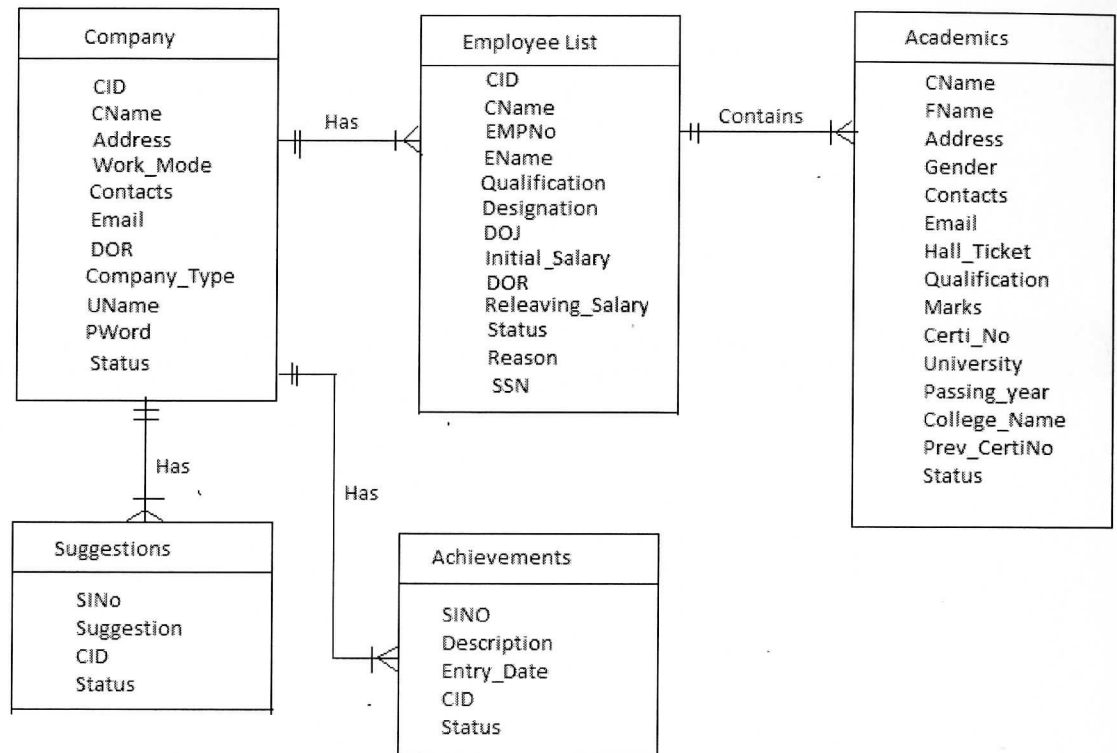 Company
CID
CName
Address
Work_Mode
Contacts
Email
DOR
Company_Type
UName
PWord
Status
Has
Employee List
CID
CName
EMPNo
EName
Qualification
Designation
DOJ
Initial_Salary
DOR
Releaving_Salary
Status
Reason
SSN
Contains
Academics
CName
FName
Address
Gender
Contacts
Email
Hall_Ticket
Qualification
Marks
Certi_No
University
Passing_year
College_Name
Prev_CertiNo
Status
Has
Has
Suggestions
SINo
Suggestion
CID
Status
Achievements
SINO
Description
Entry_Date
CID
Status